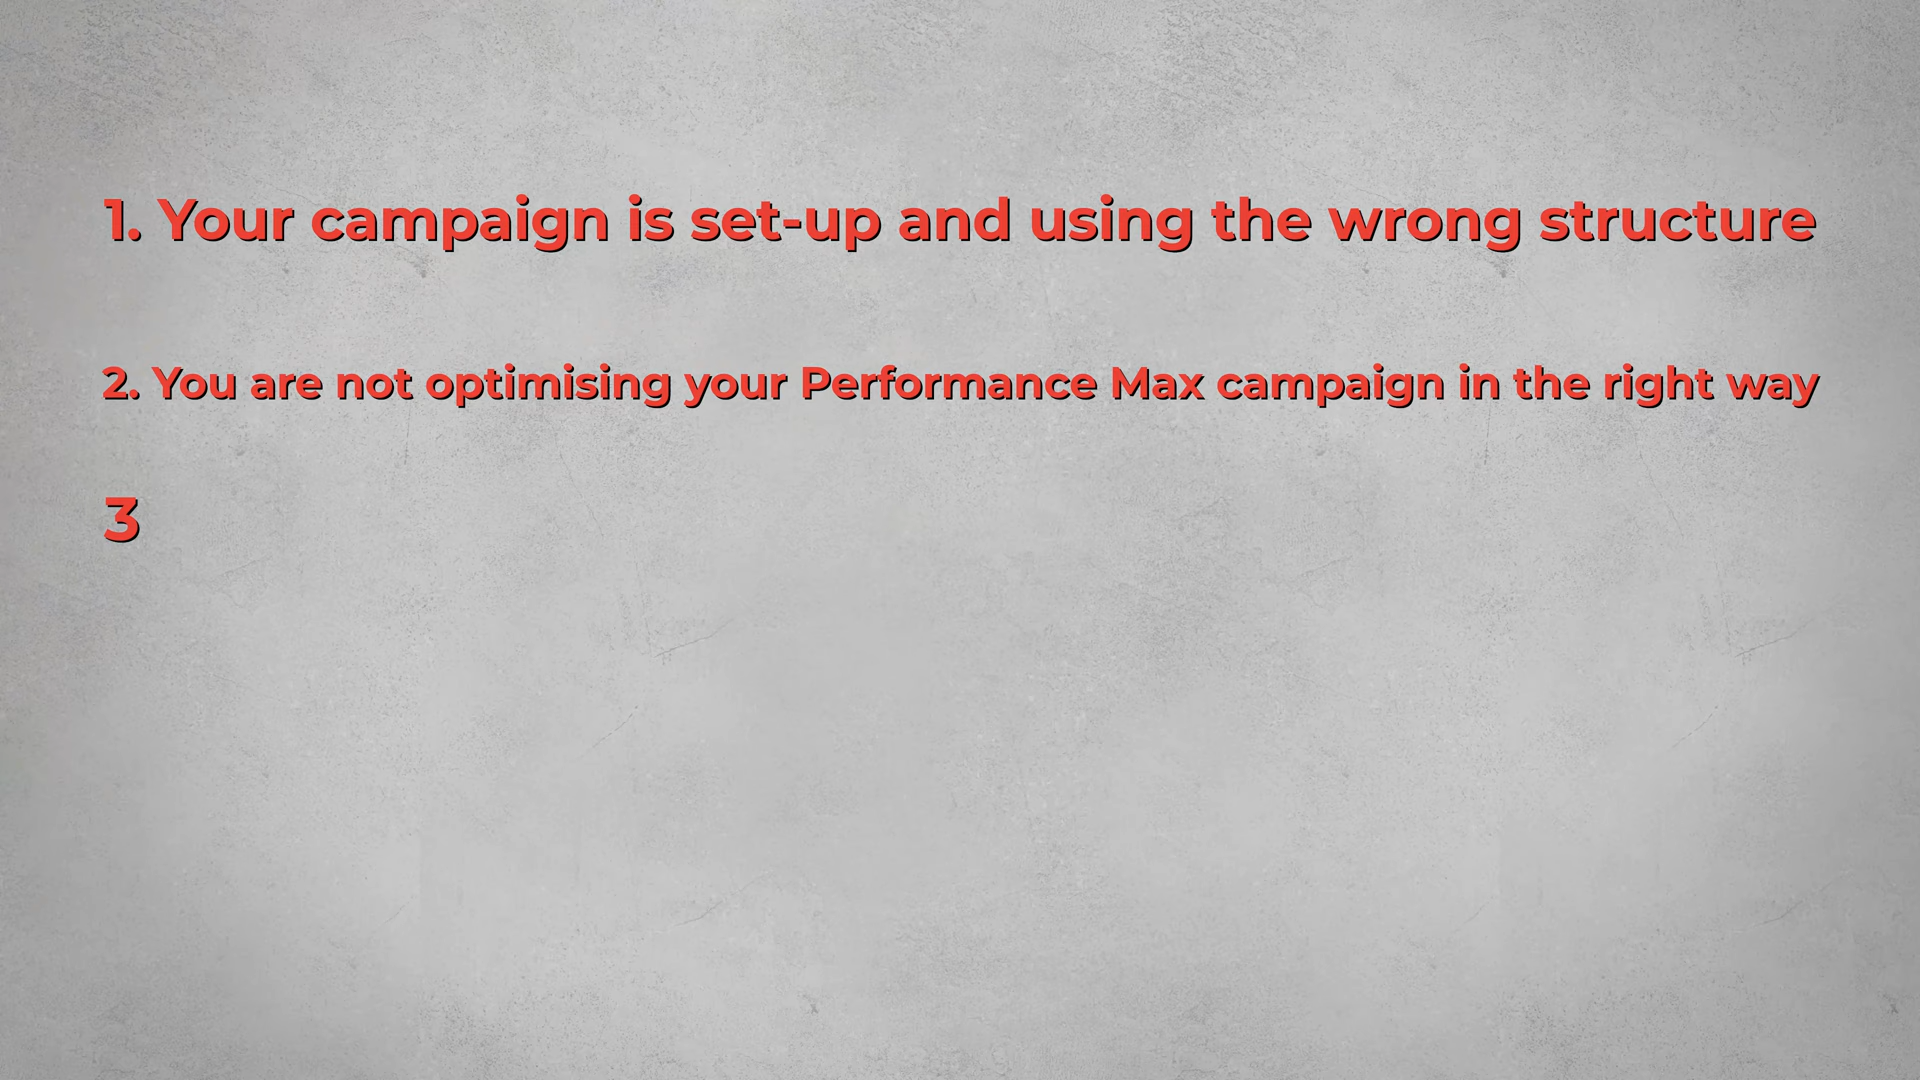 1. Your campaign is set-up and using the wrong structure
2. You are not optimising your Performance Max campaign in the right way
3